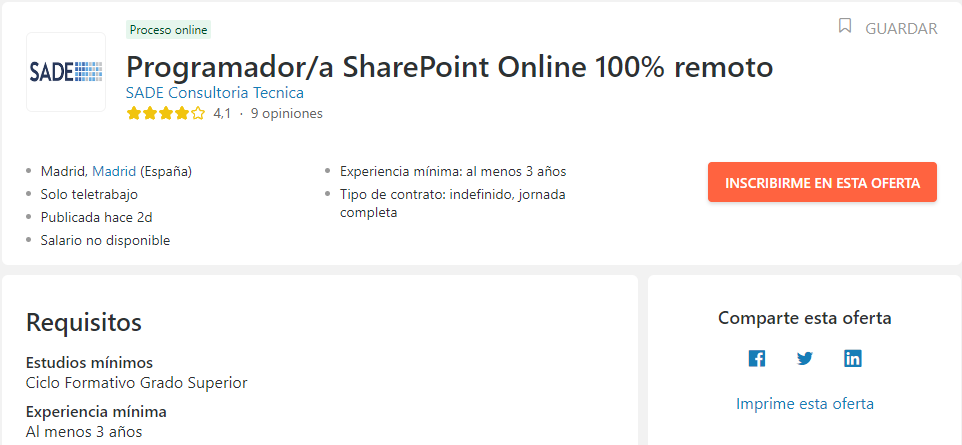 Proceso online
GUARDAR
SADE
Programador/a SharePoint Online 100% remoto
SADE Consultoria Tecnica
4,1 · 9 opiniones
Madrid, Madrid (España)
Solo teletrabajo
Publicada hace 2d
Salario no disponible
Experiencia mínima: al menos 3 años
Tipo de contrato: indefinido, jornada
completa
INSCRIBIRME EN ESTA OFERTA
Requisitos
Estudios mínimos
Ciclo Formativo Grado Superior
Experiencia mínima
Al menos 3 años
Comparte esta oferta
Imprime esta oferta